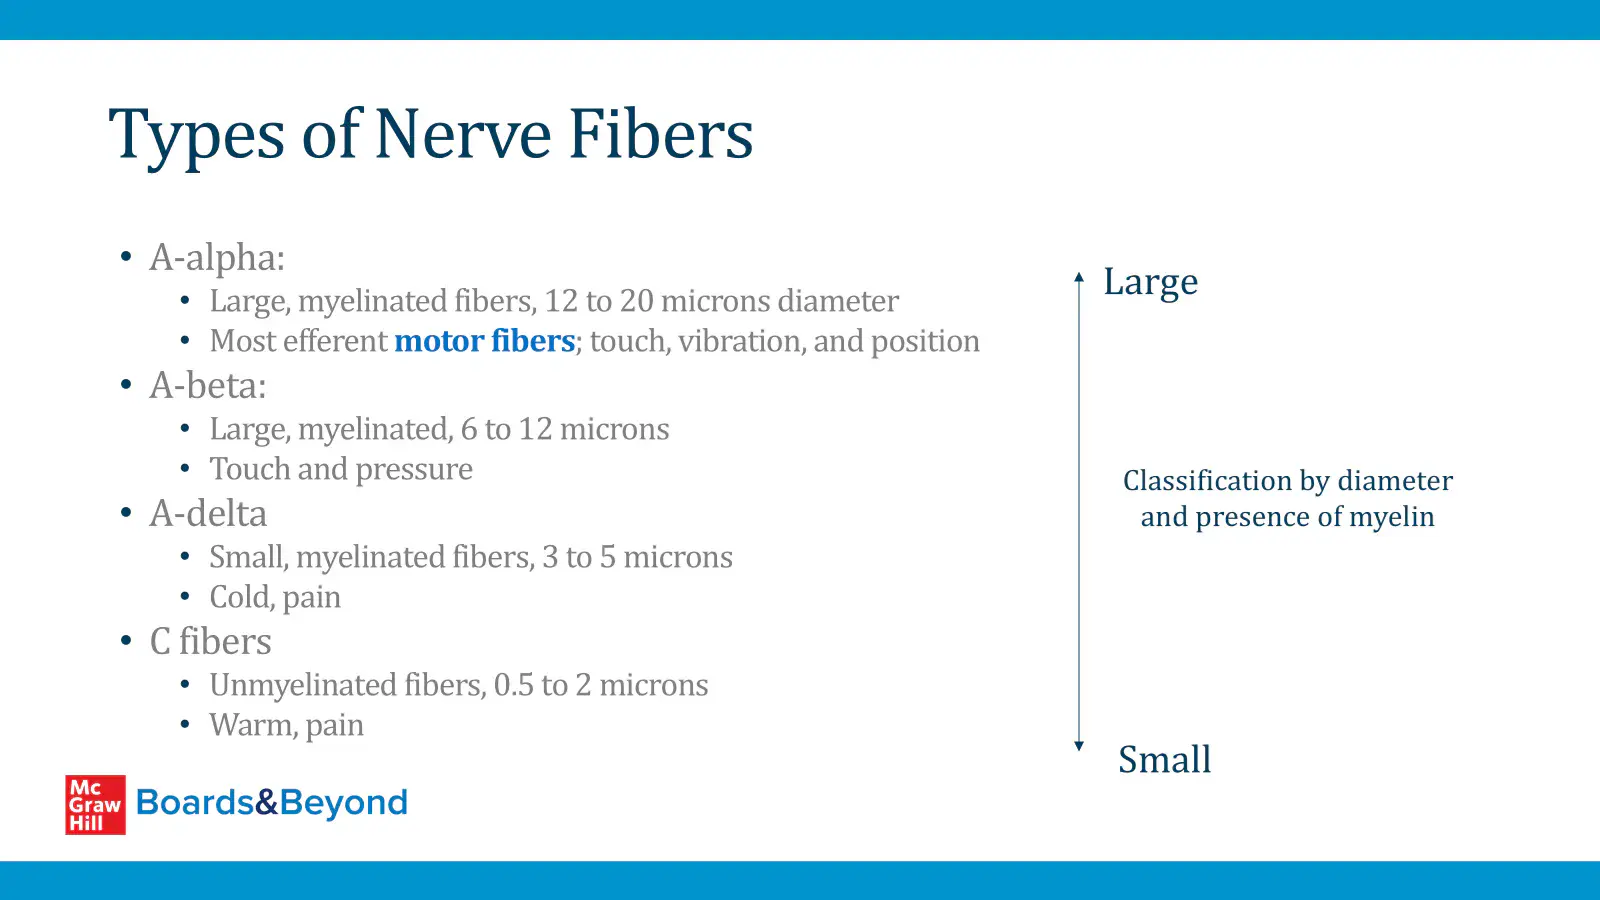 Types of Nerve Fibers
• A-alpha:
• Large, myelinated fibers, 12 to 20 microns diameter
• Most efferent motor fibers; touch, vibration, and position
• A-beta:
• Large, myelinated, 6 to 12 microns
• Touch and pressure
• A-delta
• Small, myelinated fibers, 3 to 5 microns
• Cold, pain
• C fibers
• Unmyelinated fibers, 0.5 to 2 microns
• Warm, pain
Large
Classification by diameter
and presence of myelin
Small
Mc
Graw
Hill
Boards&Beyond